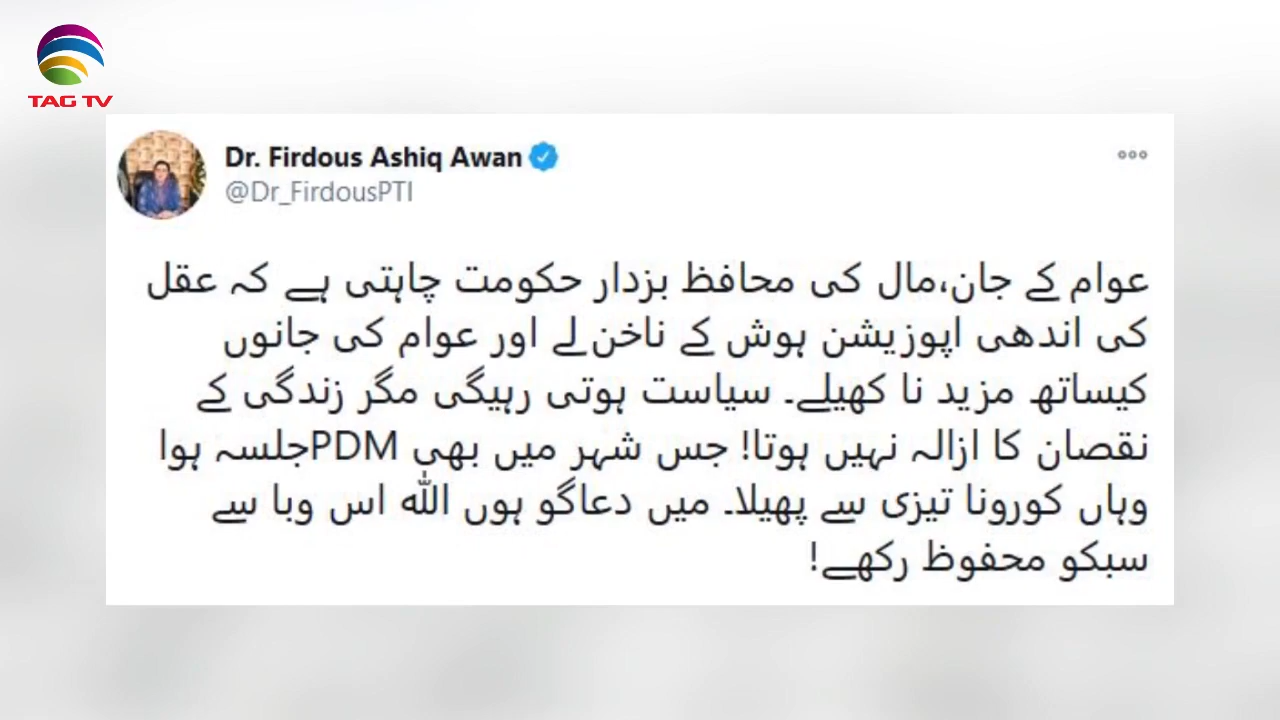 TAG TV
Dr. Firdous Ashiq Awan
@Dr_FirdousPTI
عوام کے جان،مال کی محافظ بزدار حکومت چاہتی ہے کہ عقل
کی اندھی اپوزیشن ہوش کے ناخن لے اور عوام کی جانوں
کیساتھ مزید نا کھیلے۔ سیاست ہوتی رہیگی مگر زندگی کے
نقصان کا ازالہ نہیں ہوتا! جس شہر میں بھی PDMجلسہ ہوا
وہاں کورونا تیزی سے پھیلا۔ میں دعاگو ہوں اللّٰہ اس وبا سے
سبکو محفوظ رکھے!